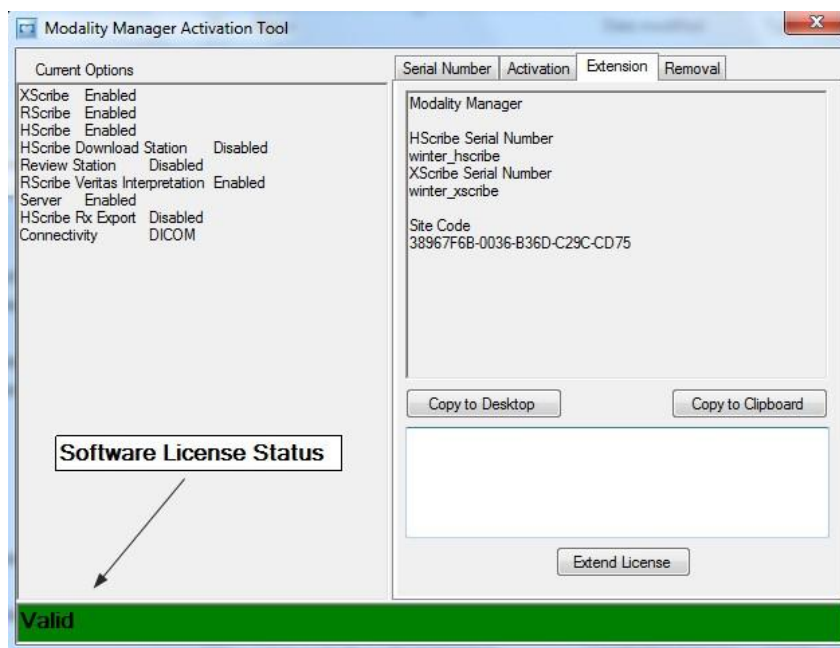 Modality Manager Activation Tool
Current Options
XScribe Enabled
RScribe Enabled
HScribe Enabled
HScribe Download Station Disabled
Review Station Disabled
RScribe Veritas Interpretation Enabled
Server Enabled
HScribe Rx Export Disabled
Connectivity DICOM
Software License Status
Serial Number Activation Extension Removal
Modality Manager
HScribe Serial Number
winter_hscribe
XScribe Serial Number
winter_xscribe
Site Code
38967F6B-0036-B36D-C29C-CD75
Copy to Desktop Copy to Clipboard
Extend License
Valid